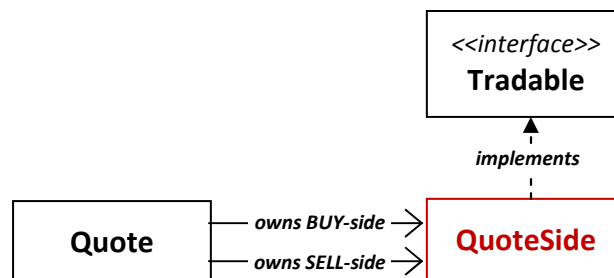 <<interface>>
Tradable
implements
owns BUY-side
Quote
QuoteSide
owns SELL-side